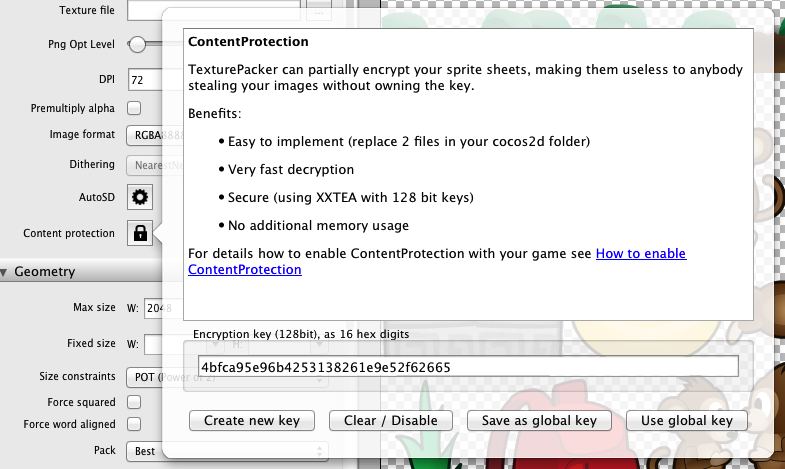 Texture file
...
Png Opt Level
DPI
72
Premultiply alpha
Image format
RGBA8888
Dithering
AutoSD
Content protection
Geometry
Max size
W:
2048
Fixed size
W:
H:
Size constraints
POT (Power of 2)
Force squared
Force word aligned
Pack
Best
ContentProtection
TexturePacker can partially encrypt your sprite sheets, making them useless to anybody
stealing your images without owning the key.
Benefits:
• Easy to implement (replace 2 files in your cocos2d folder)
• Very fast decryption
• Secure (using XXTEA with 128 bit keys)
• No additional memory usage
For details how to enable ContentProtection with your game see How to enable
ContentProtection
Encryption key (128bit), as 16 hex digits
4bfca95e96b4253138261e9e52f62665
Create new key
Clear / Disable
Save as global key
Use global key